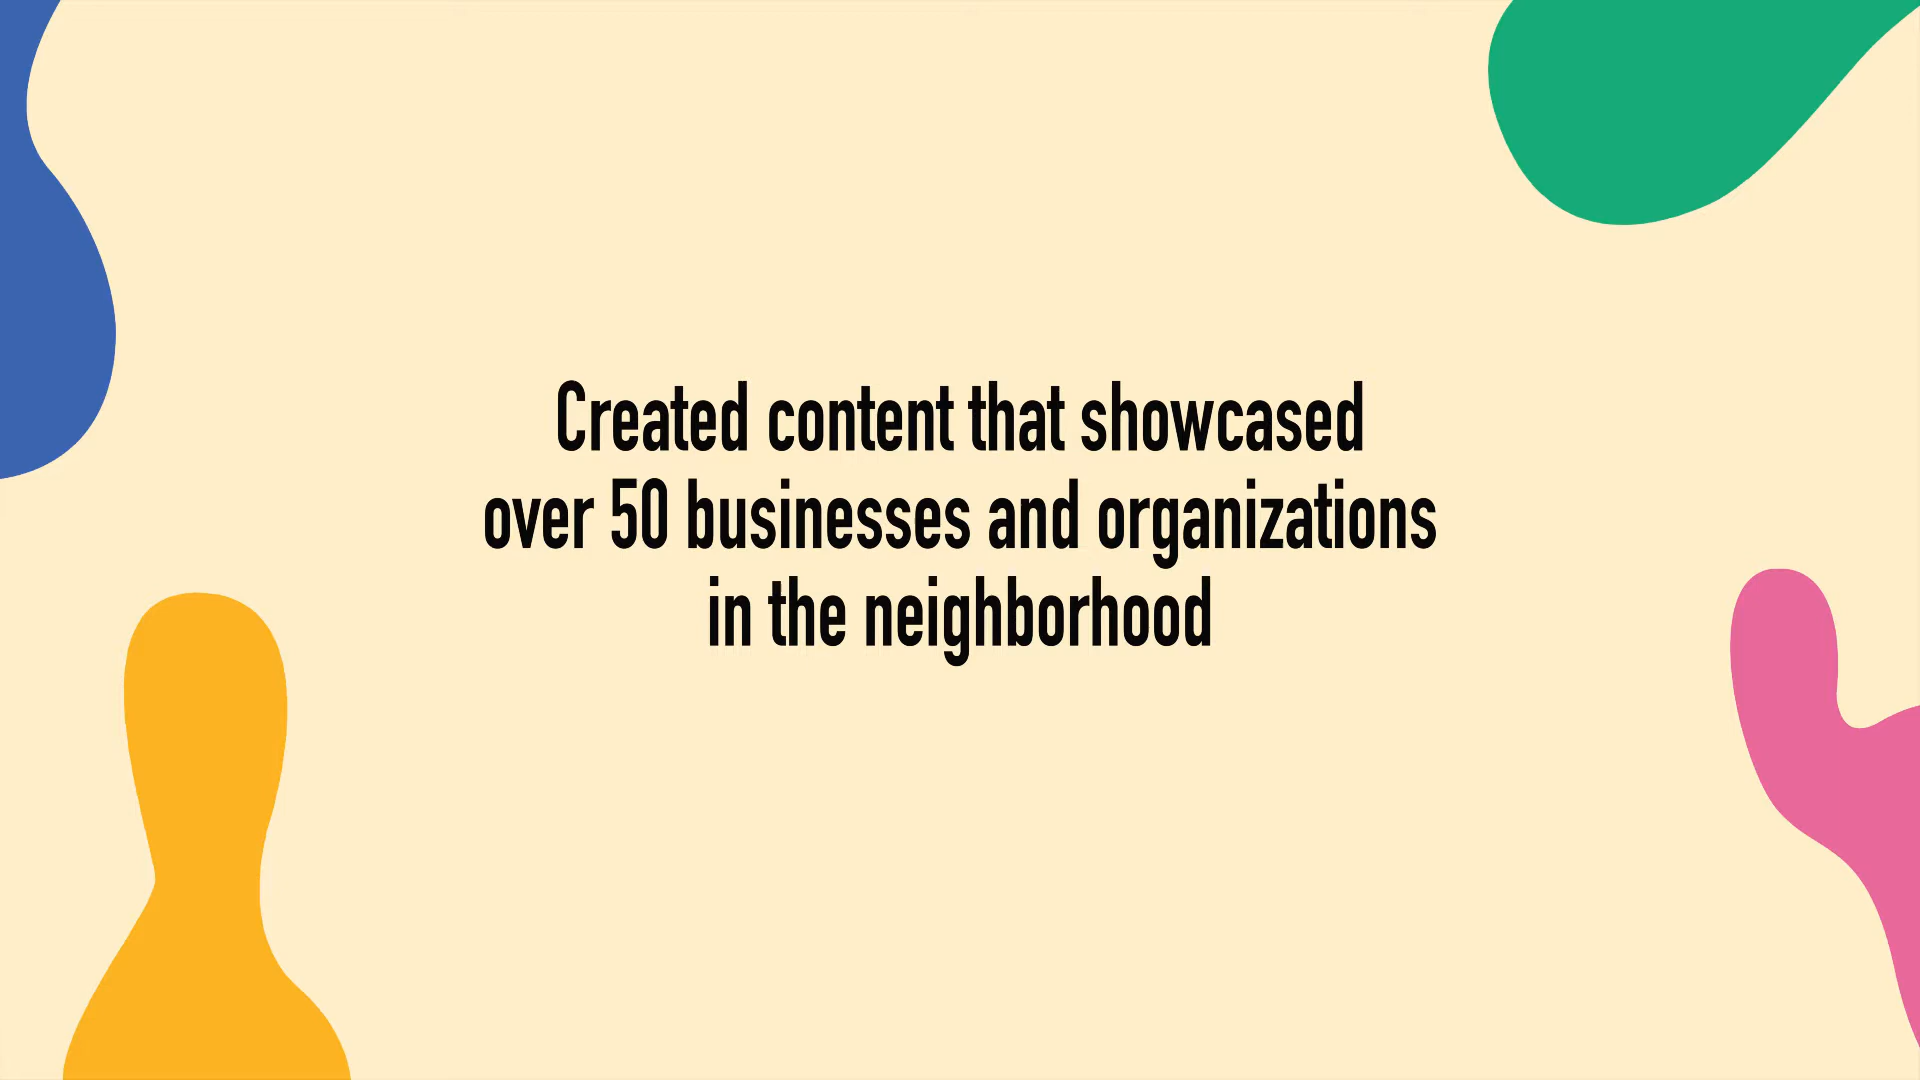 Created content that showcased
over 50 businesses and organizations
in the neighborhood